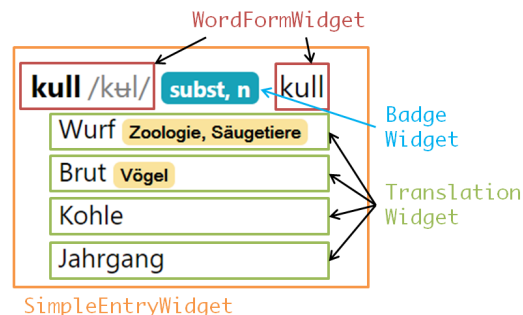 WordFormWidget
kull /kʉl/ subst, n kull
Wurf Zoologie, Säugetiere
Brut Vögel
Kohle
Jahrgang
Badge
Widget
Translation
Widget
SimpleEntryWidget